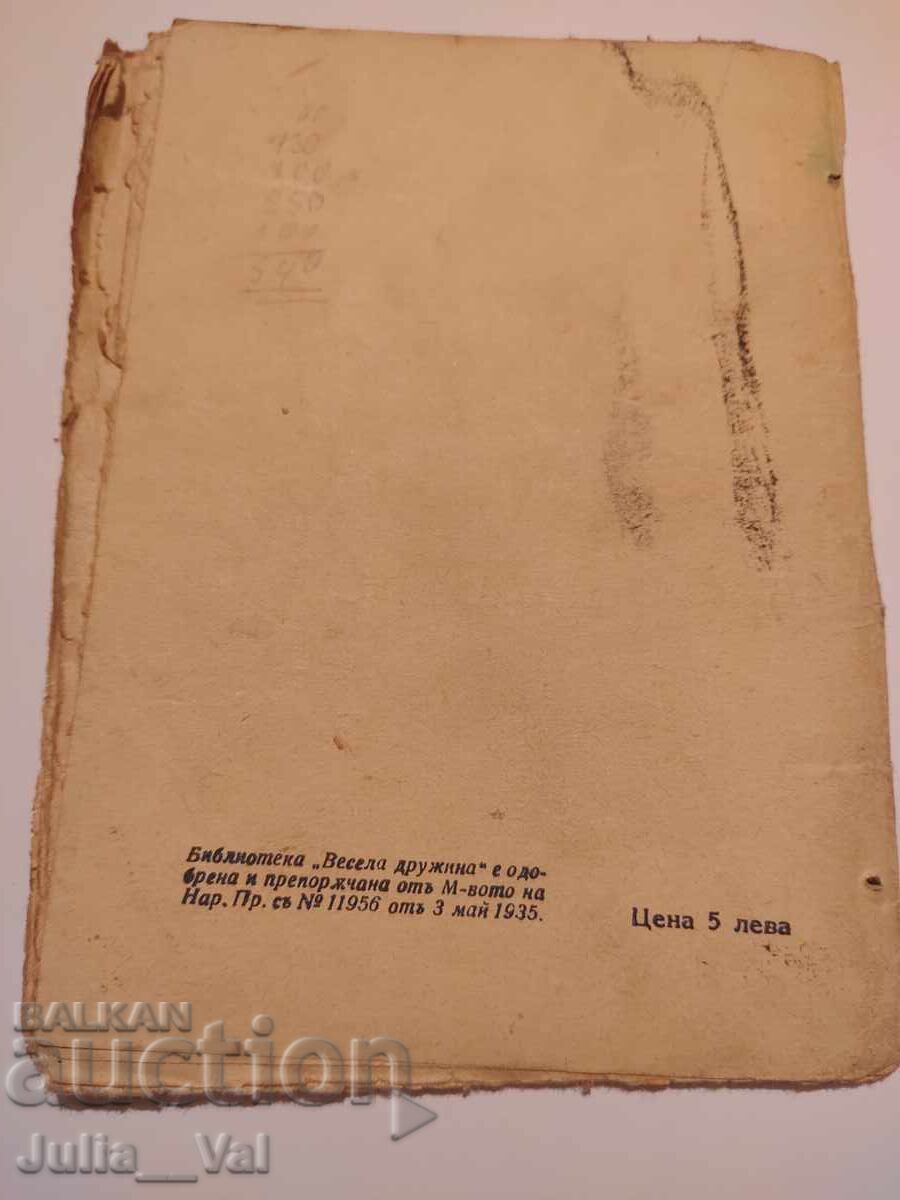 Библиотека „Весела дружина“ е одо-
брена и препорѫчана отъ М-вото на
Нар. Пр. съ № 11956 отъ 3 май 1935.
Цена 5 лева
BALKAN
auction
Julia__Val